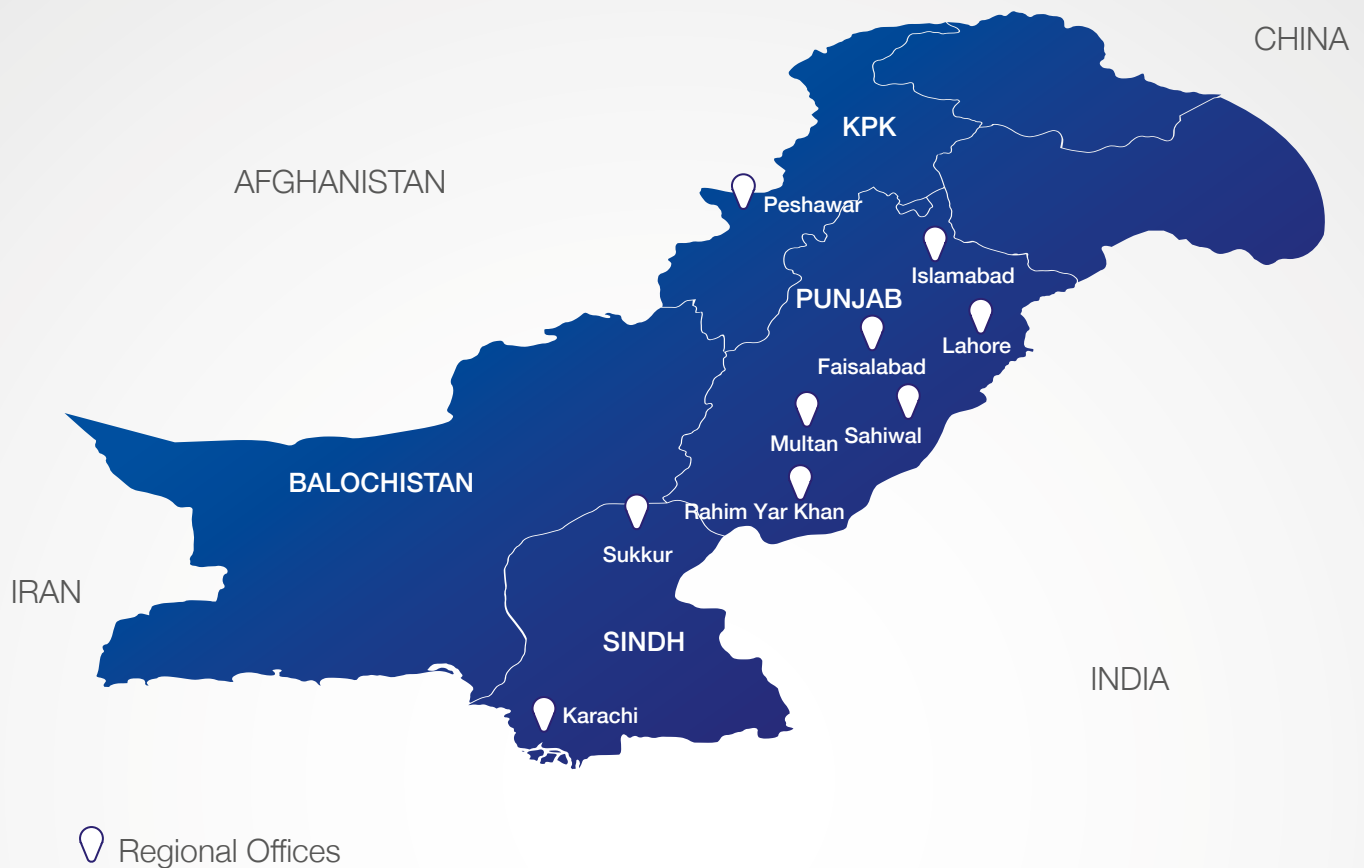 CHINA
KPK
AFGHANISTAN
Peshawar
Islamabad
PUNJAB
Lahore
Faisalabad
Multan
Sahiwal
BALOCHISTAN
Rahim Yar Khan
Sukkur
IRAN
SINDH
INDIA
Karachi
Regional Offices